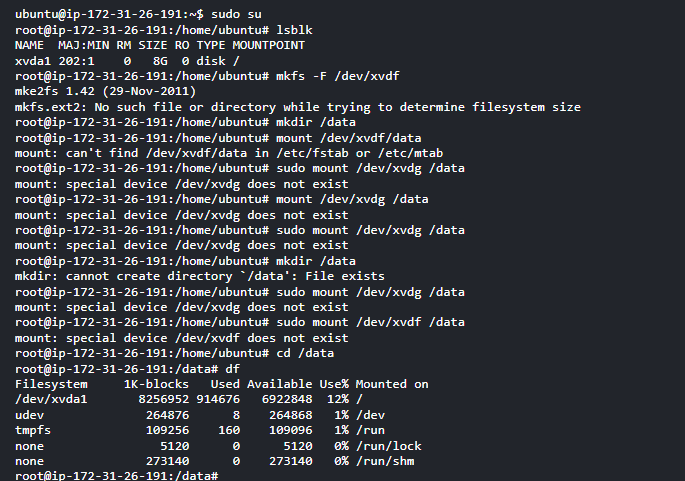 ubuntu@ip-172-31-26-191:~$ sudo su
root@ip-172-31-26-191:/home/ubuntu# lsblk
NAME  MAJ:MIN RM SIZE RO TYPE MOUNTPOINT
xvda1 202:1    0   8G  0 disk /
root@ip-172-31-26-191:/home/ubuntu# mkfs -F /dev/xvdf
mke2fs 1.42 (29-Nov-2011)
mkfs.ext2: No such file or directory while trying to determine filesystem size
root@ip-172-31-26-191:/home/ubuntu# mkdir /data
root@ip-172-31-26-191:/home/ubuntu# mount /dev/xvdf/data
mount: can't find /dev/xvdf/data in /etc/fstab or /etc/mtab
root@ip-172-31-26-191:/home/ubuntu# sudo mount /dev/xvdg /data
mount: special device /dev/xvdg does not exist
root@ip-172-31-26-191:/home/ubuntu# mount /dev/xvdg /data
mount: special device /dev/xvdg does not exist
root@ip-172-31-26-191:/home/ubuntu# sudo mount /dev/xvdg /data
mount: special device /dev/xvdg does not exist
root@ip-172-31-26-191:/home/ubuntu# mkdir /data
mkdir: cannot create directory `/data': File exists
root@ip-172-31-26-191:/home/ubuntu# sudo mount /dev/xvdg /data
mount: special device /dev/xvdg does not exist
root@ip-172-31-26-191:/home/ubuntu# sudo mount /dev/xvdf /data
mount: special device /dev/xvdf does not exist
root@ip-172-31-26-191:/home/ubuntu# cd /data
root@ip-172-31-26-191:/data# df
Filesystem     1K-blocks   Used Available Use% Mounted on
/dev/xvda1       8256952 914676   6922848  12% /
udev              264876      8    264868   1% /dev
tmpfs             109256    160    109096   1% /run
none                5120      0      5120   0% /run/lock
none              273140      0    273140   0% /run/shm
root@ip-172-31-26-191:/data#